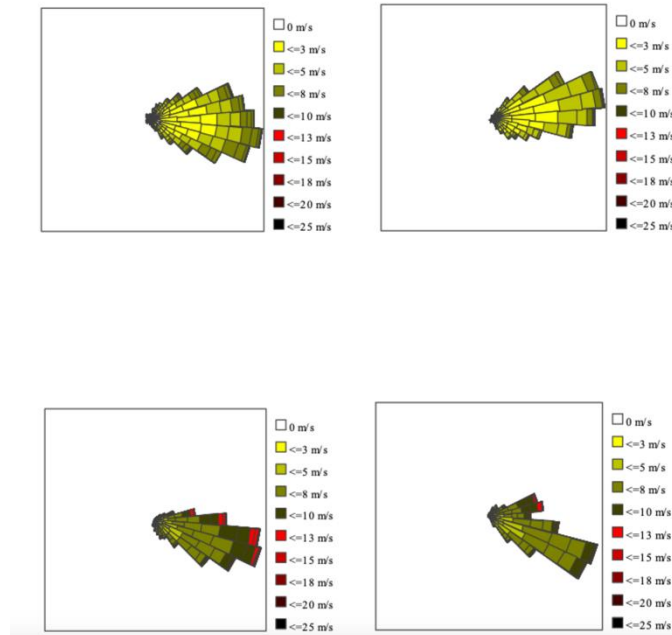 0 m/s
<=3 m/s
<=5 m/s
<=8 m/s
<=10 m/s
<=13 m/s
<=15 m/s
<=18 m/s
<=20 m/s
<=25 m/s
0 m/s
<=3 m/s
<=5 m/s
<=8 m/s
<=10 m/s
<=13 m/s
<=15 m/s
<=18 m/s
<=20 m/s
<=25 m/s
0 m/s
<=3 m/s
<=5 m/s
<=8 m/s
<=10 m/s
<=13 m/s
<=15 m/s
<=18 m/s
<=20 m/s
<=25 m/s
0 m/s
<=3 m/s
<=5 m/s
<=8 m/s
<=10 m/s
<=13 m/s
<=15 m/s
<=18 m/s
<=20 m/s
<=25 m/s